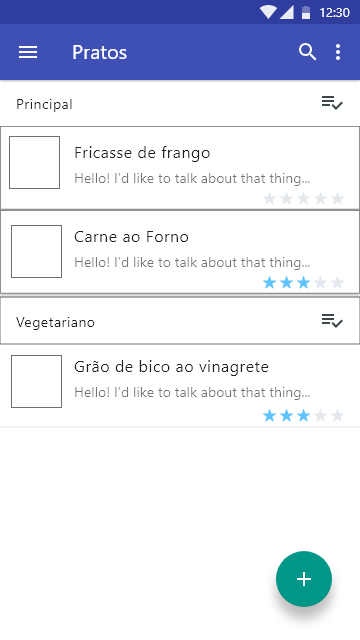 12:30
Pratos
Principal
Fricasse de frango
Hello! I'd like to talk about that thing...
Carne ao Forno
Hello! I'd like to talk about that thing...
Vegetariano
Grão de bico ao vinagrete
Hello! I'd like to talk about that thing...